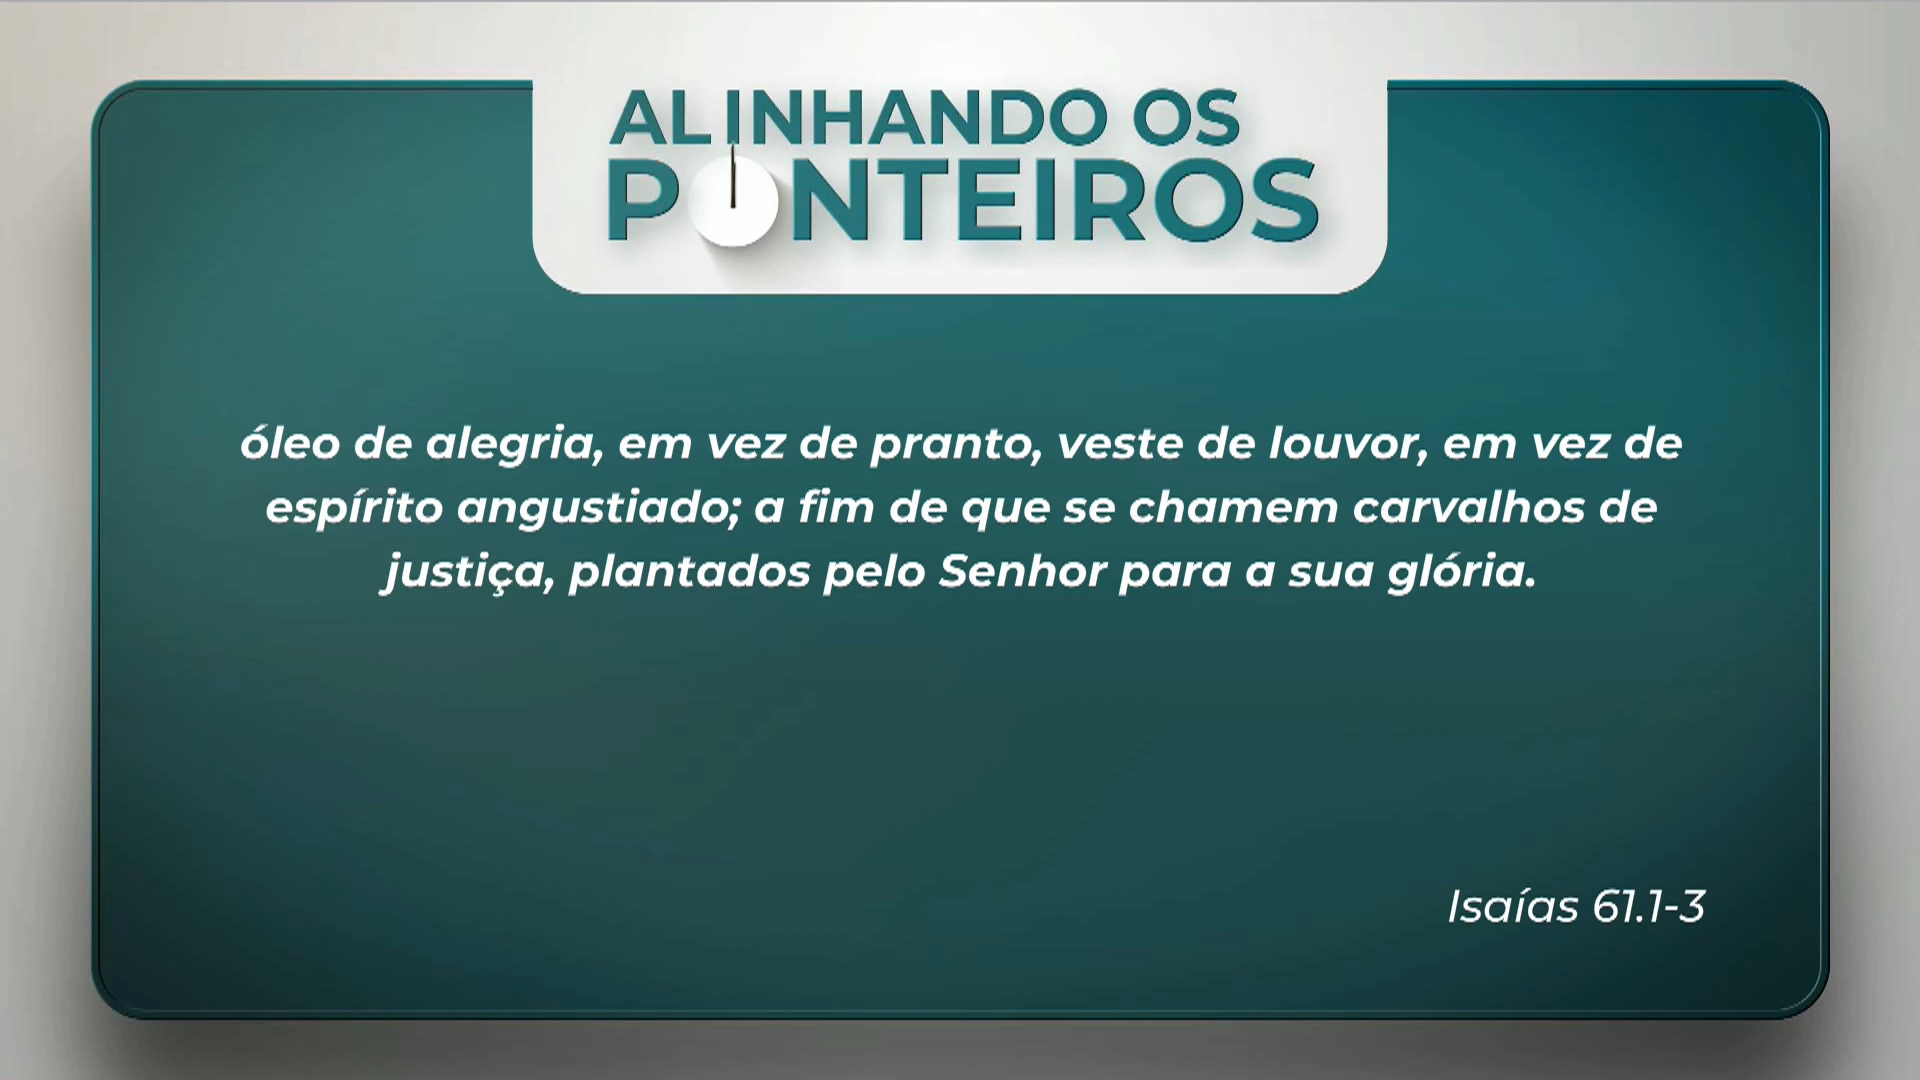 ALINHANDO OS
PONTEIROS
óleo de alegria, em vez de pranto, veste de louvor, em vez de
espírito angustiado; a fim de que se chamem carvalhos de
justiça, plantados pelo Senhor para a sua glória.
Isaías 61.1-3